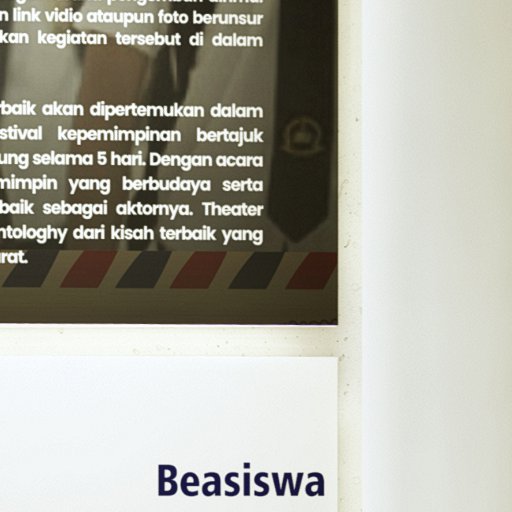 n link vidio ataupun foto berunsur
kan kegiatan tersebut di dalam
rbaik akan dipertemukan dalam
stival kepemimpinan bertajuk
ung selama 5 hari. Dengan acara
mimpin yang berbudaya serta
baik sebagai aktornya. Theater
ntologhy dari kisah terbaik yang
rat.
Beasiswa